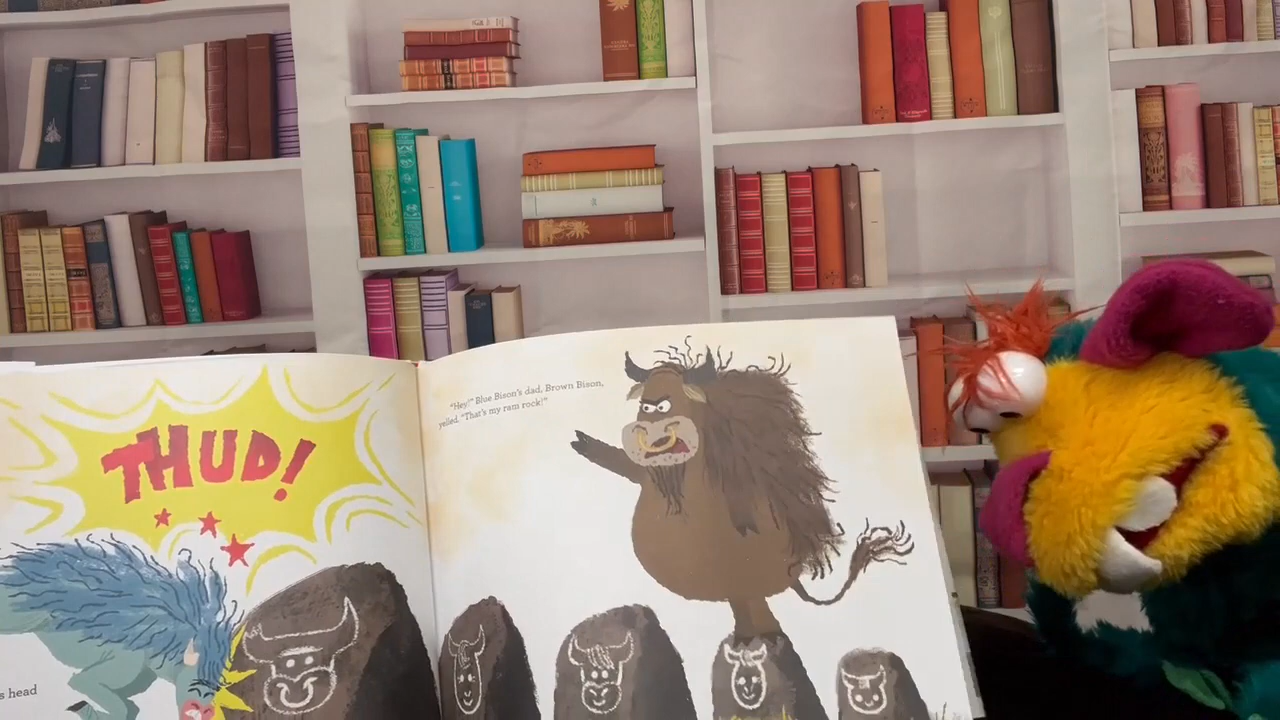 THUD!
"Hey!" Blue Bison's dad, Brown Bison,
yelled. "That's my ram rock!"
s head